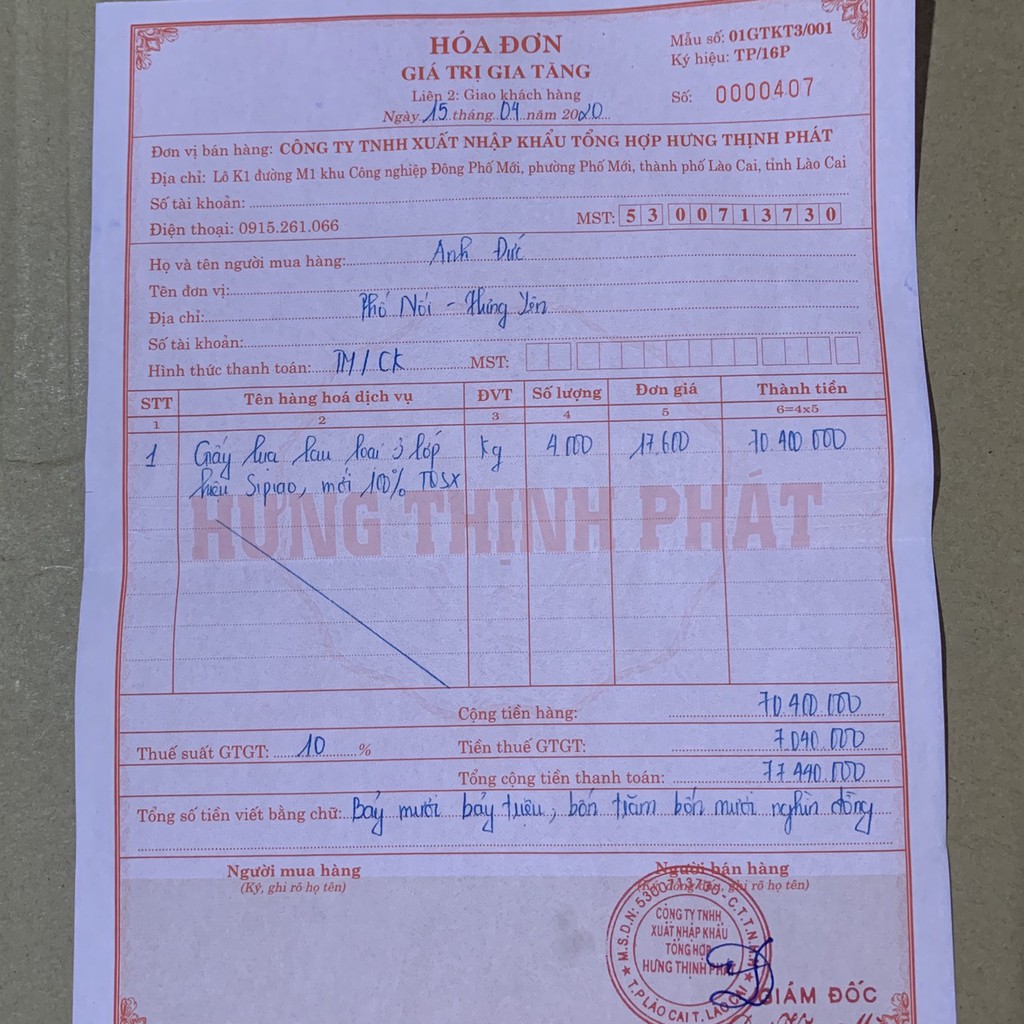 HÓA ĐƠN
GIÁ TRỊ GIA TĂNG
Liên 2: Giao khách hàng
Ngày 15 tháng 04 năm 2020
Mẫu số: 01GTKT3/001
Ký hiệu: TP/16P
Số: 0000407
Đơn vị bán hàng: CÔNG TY TNHH XUẤT NHẬP KHẨU TỔNG HỢP HƯNG THỊNH PHÁT
Địa chỉ: Lô K1 đường M1 khu Công nghiệp Đông Phố Mới, phường Phố Mới, thành phố Lào Cai, tỉnh Lào Cai
Số tài khoản:
Điện thoại: 0915.261.066 MST: 5300713730
Họ và tên người mua hàng: Anh Đức
Tên đơn vị:
Địa chỉ: Phố Nối - Hưng Yên
Số tài khoản:
Hình thức thanh toán: TM/CK MST:
STT Tên hàng hoá dịch vụ ĐVT Số lượng Đơn giá Thành tiền
1 2 3 4 5 6=4x5
1 Giấy lụa lau loại 3 lớp kg 4.000 17.600 70.400.000
hiệu Sipiao, mới 100% TQSX
HƯNG THỊNH PHÁT
Cộng tiền hàng: 70.400.000
Thuế suất GTGT: 10 % Tiền thuế GTGT: 7.040.000
Tổng cộng tiền thanh toán: 77.440.000
Tổng số tiền viết bằng chữ: Bảy mươi bảy triệu, bốn trăm bốn mươi nghìn đồng
Người mua hàng Người bán hàng
(Ký, ghi rõ họ tên) ghi rõ họ tên)
M.S.D.N: 5300713730-C.T.T.N.H.H
CÔNG TY TNHH
XUẤT NHẬP KHẨU
TỔNG HỢP
HƯNG THỊNH PHÁT
T.P LÀO CAI T. LÀO CAI
GIÁM ĐỐC